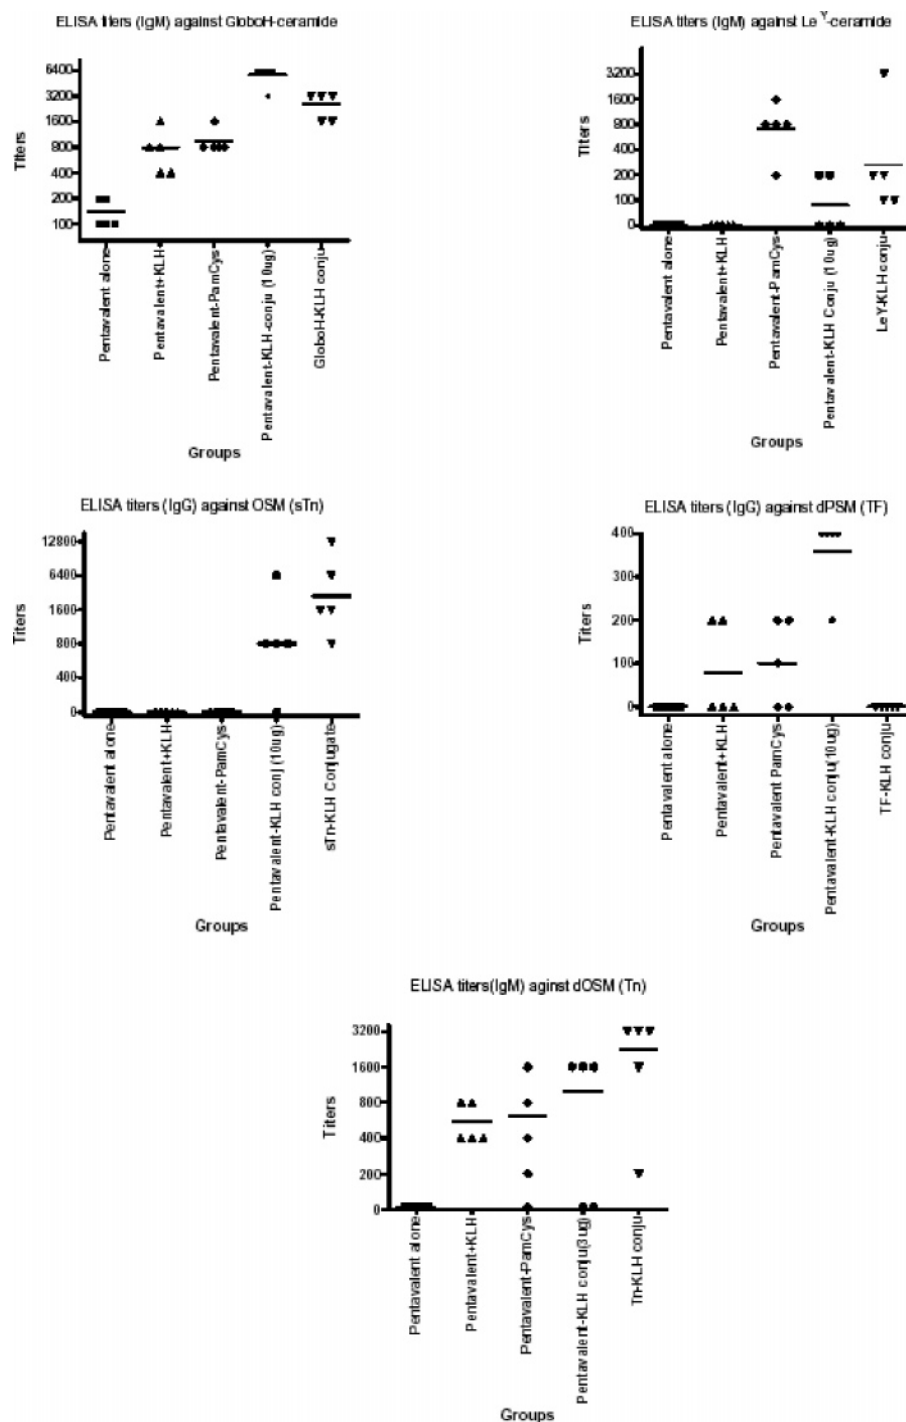 ELISA titers (IgM) against GloboH-ceramide
Titers
6400
3200
1600
800
400
200
100
Pentavalent alone
Pentavalent+KLH
Pentavalent-PamCys
Pentavalent-KLH-conju (10ug)
GloboH-KLH conju
Groups
ELISA titers (IgM) against Le Y-ceramide
Titers
3200
1600
800
400
200
100
0
Pentavalent alone
Pentavalent+KLH
Pentavalent-PamCys
Pentavalent-KLH Conju (10ug)
LeY-KLH conju
Groups
ELISA titers (IgG) against OSM (sTn)
Titers
12800
6400
1600
800
400
0
Pentavalent alone
Pentavalent+KLH
Pentavalent-PamCys
Pentavalent-KLH conj (10ug)
sTn-KLH Conjugate
Groups
ELISA titers (IgG) against dPSM (TF)
Titers
400
300
200
100
0
Pentavalent alone
Pentavalent+KLH
Pentavalent PamCys
Pentavalent-KLH conju(10ug)
TF-KLH conju
Groups
ELISA titers(IgM) aginst dOSM (Tn)
Titers
3200
1600
800
400
200
0
Pentavalent alone
Pentavalent+KLH
Pentavalent-PamCys
Pentavalent-KLH conju(3ug)
Tn-KLH conju
Groups